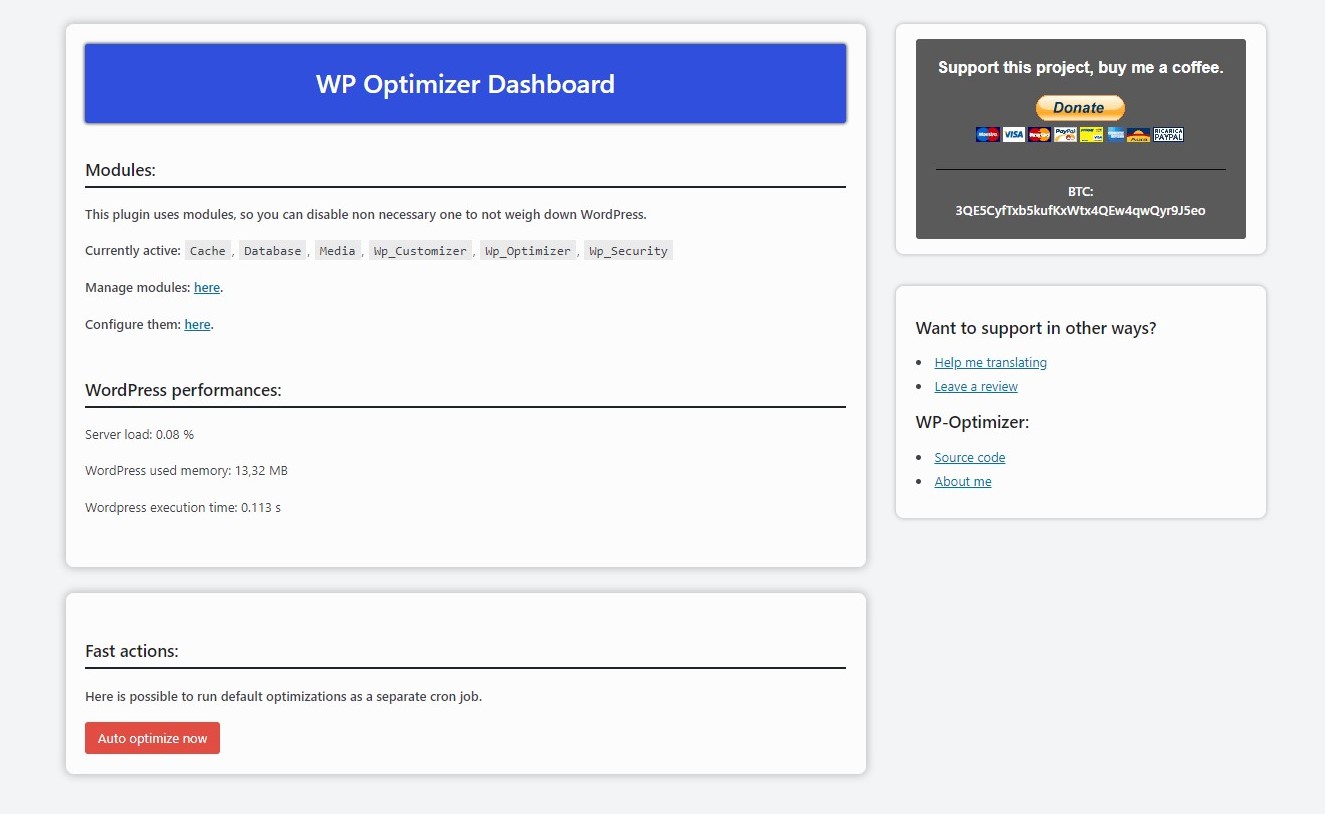 WP Optimizer Dashboard
Modules:
This plugin uses modules, so you can disable non necessary one to not weigh down WordPress.
Currently active: Cache, Database, Media, Wp_Customizer, Wp_Optimizer, Wp_Security
Manage modules: here.
Configure them: here.
WordPress performances:
Server load: 0.08 %
WordPress used memory: 13,32 MB
Wordpress execution time: 0.113 s
Fast actions:
Here is possible to run default optimizations as a separate cron job.
Auto optimize now
Support this project, buy me a coffee.
Donate
VISA PayPal RICARICA PAYPAL
BTC:
3QE5CyfTxb5kufKxWtx4QEw4qwQyr9J5eo
Want to support in other ways?
Help me translating
Leave a review
WP-Optimizer:
Source code
About me